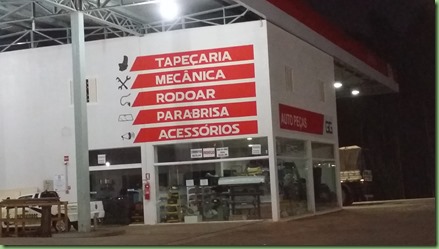 TAPEÇARIA
MECÂNICA
RODOAR
PARABRISA
ACESSÓRIOS
AUTO PEÇAS